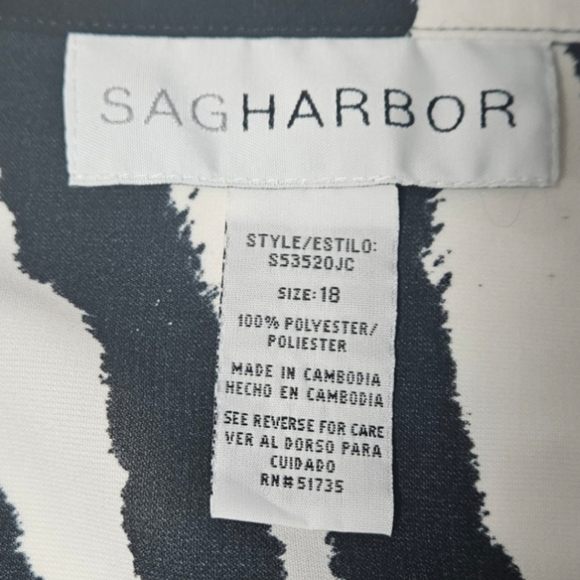 SAGHARBOR
STYLE/ESTILO:
S53520JC
SIZE:18
100% POLYESTER/
POLIESTER
MADE IN CAMBODIA
HECHO EN CAMBODIA
SEE REVERSE FOR CARE
VER AL DORSO PARA
CUIDADO
RN#51735